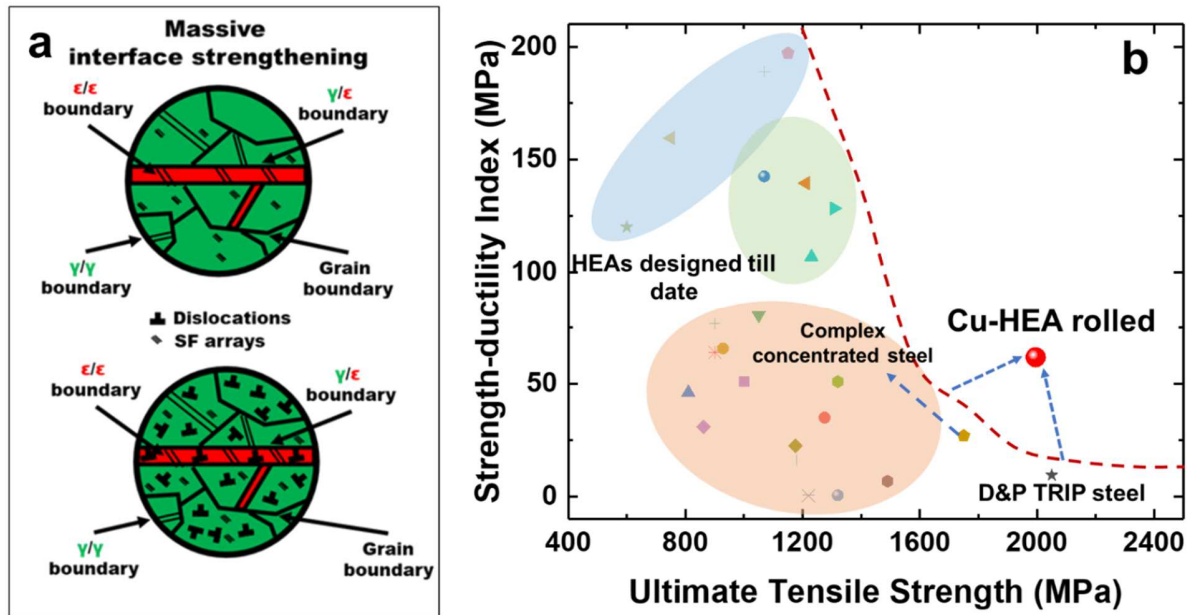 a
Massive
interface strengthening
ε/ε
boundary
γ/ε
boundary
γ/γ
boundary
Grain
boundary
Dislocations
SF arrays
ε/ε
boundary
γ/ε
boundary
γ/γ
boundary
Grain
boundary
b
Strength-ductility Index (MPa)
200
150
100
50
0
HEAs designed till
date
Complex
concentrated steel
Cu-HEA rolled
D&P TRIP steel
400
800
1200
1600
2000
2400
Ultimate Tensile Strength (MPa)